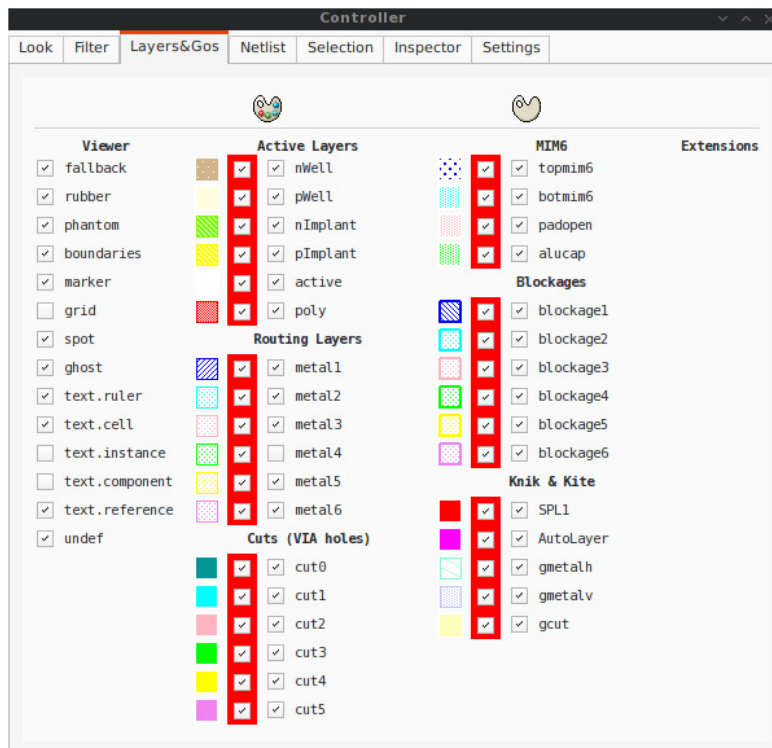 Controller
Look Filter Layers&Gos Netlist Selection Inspector Settings
Viewer
fallback
rubber
phantom
boundaries
marker
grid
spot
ghost
text.ruler
text.cell
text.instance
text.component
text.reference
undef
Active Layers
nWell
pWell
nImplant
pImplant
active
poly
Routing Layers
metal1
metal2
metal3
metal4
metal5
metal6
Cuts (VIA holes)
cut0
cut1
cut2
cut3
cut4
cut5
MIM6
topmim6
botmim6
padopen
alucap
Blockages
blockage1
blockage2
blockage3
blockage4
blockage5
blockage6
Knik & Kite
SPL1
AutoLayer
gmetalh
gmetalv
gcut
Extensions